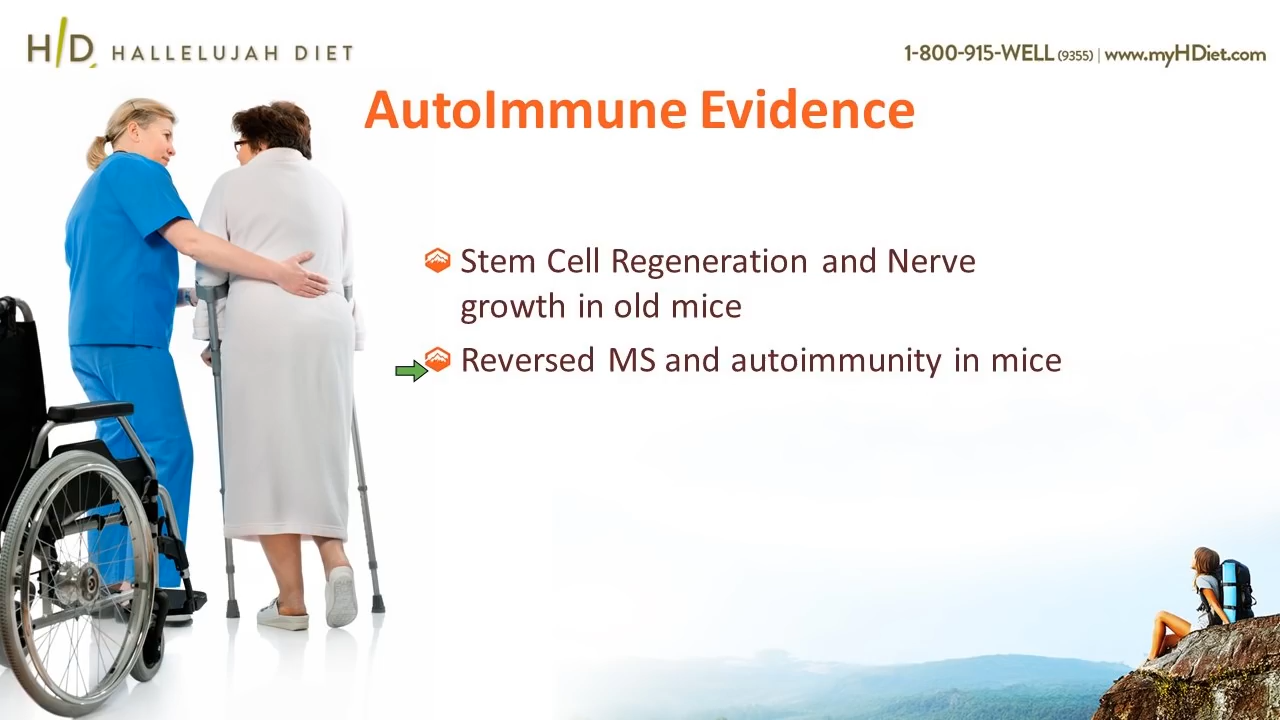 H/D HALLELUJAH DIET
1-800-915-WELL (9355) | www.myHDiet.com
AutoImmune Evidence
Stem Cell Regeneration and Nerve
growth in old mice
Reversed MS and autoimmunity in mice